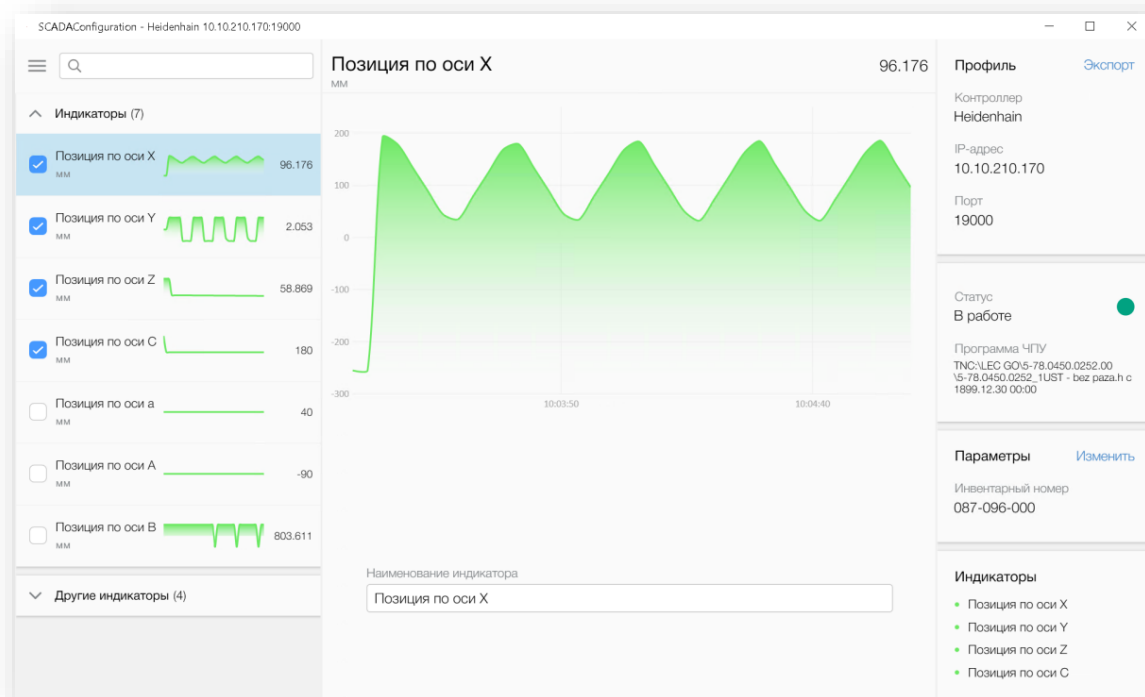 SCADAConfiguration - Heidenhain 10.10.210.170:19000
Индикаторы (7)
Позиция по оси X
мм
96.176
Позиция по оси Y
мм
2.053
Позиция по оси Z
мм
58.869
Позиция по оси C
мм
180
Позиция по оси a
мм
40
Позиция по оси A
мм
-90
Позиция по оси B
мм
803.611
Другие индикаторы (4)
Позиция по оси X
96.176
мм
200
100
0
-100
-200
-300
10:03:50
10:04:40
Наименование индикатора
Позиция по оси X
Профиль
Экспорт
Контроллер
Heidenhain
IP-адрес
10.10.210.170
Порт
19000
Статус
В работе
Программа ЧПУ
TNC:\LEC GO\5-78.0450.0252.00
\5-78.0450.0252_1UST - bez paza.h c
1899.12.30 00:00
Параметры
Изменить
Инвентарный номер
087-096-000
Индикаторы
Позиция по оси X
Позиция по оси Y
Позиция по оси Z
Позиция по оси C